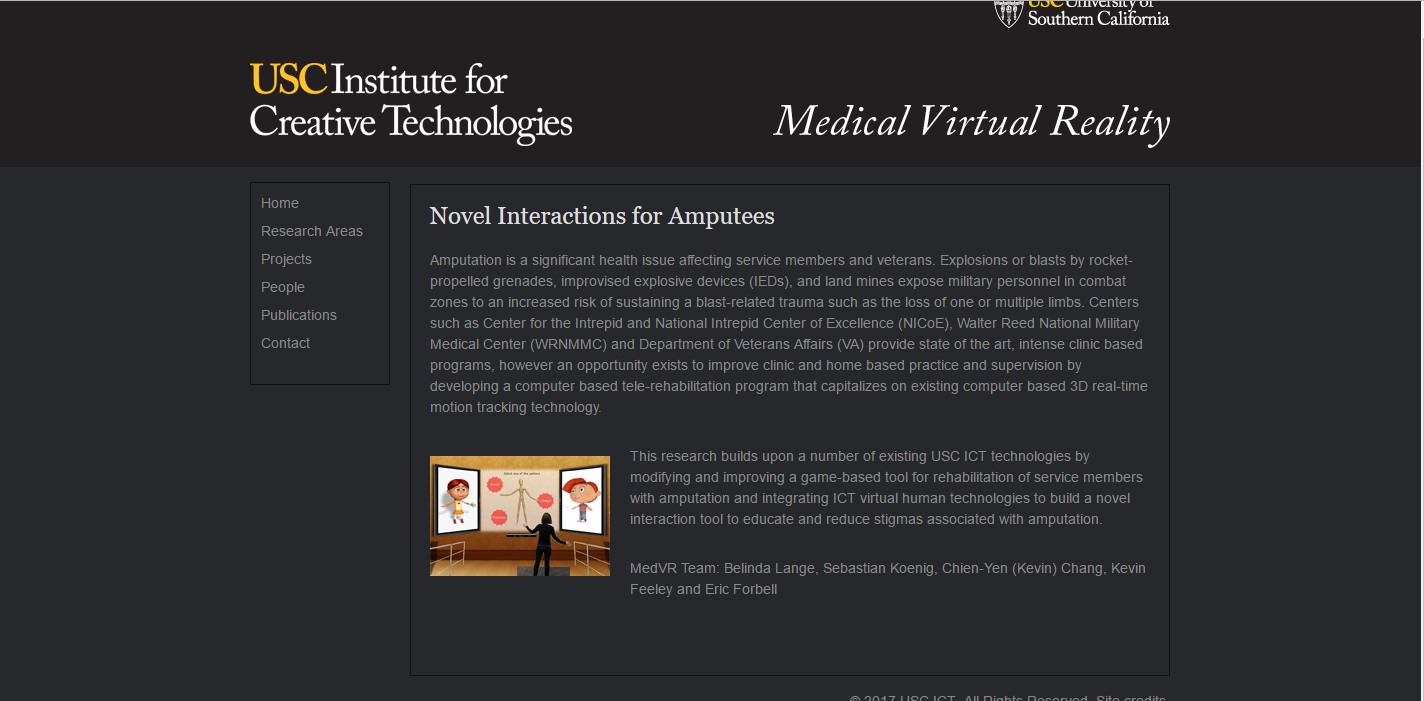 USC University of
Southern California
USC Institute for
Creative Technologies
Medical Virtual Reality
Home
Research Areas
Projects
People
Publications
Contact
Novel Interactions for Amputees
Amputation is a significant health issue affecting service members and veterans. Explosions or blasts by rocket-
propelled grenades, improvised explosive devices (IEDs), and land mines expose military personnel in combat
zones to an increased risk of sustaining a blast-related trauma such as the loss of one or multiple limbs. Centers
such as Center for the Intrepid and National Intrepid Center of Excellence (NICoE), Walter Reed National Military
Medical Center (WRNMMC) and Department of Veterans Affairs (VA) provide state of the art, intense clinic based
programs, however an opportunity exists to improve clinic and home based practice and supervision by
developing a computer based tele-rehabilitation program that capitalizes on existing computer based 3D real-time
motion tracking technology.
This research builds upon a number of existing USC ICT technologies by
modifying and improving a game-based tool for rehabilitation of service members
with amputation and integrating ICT virtual human technologies to build a novel
interaction tool to educate and reduce stigmas associated with amputation.
MedVR Team: Belinda Lange, Sebastian Koenig, Chien-Yen (Kevin) Chang, Kevin
Feeley and Eric Forbell
© 2017 USC ICT. All Rights Reserved. Site credits